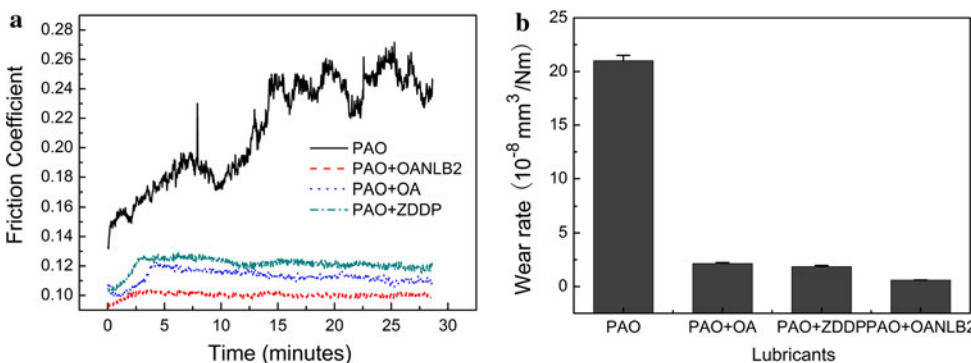 a
Friction Coefficient
0.28
0.26
0.24
0.22
0.20
0.18
0.16
0.14
0.12
0.10
PAO
PAO+OANLB2
PAO+OA
PAO+ZDDP
0 5 10 15 20 25 30
Time (minutes)
b
Wear rate (10⁻⁸ mm³/Nm)
25
20
15
10
5
0
PAO PAO+OA PAO+ZDDP PAO+OANLB2
Lubricants